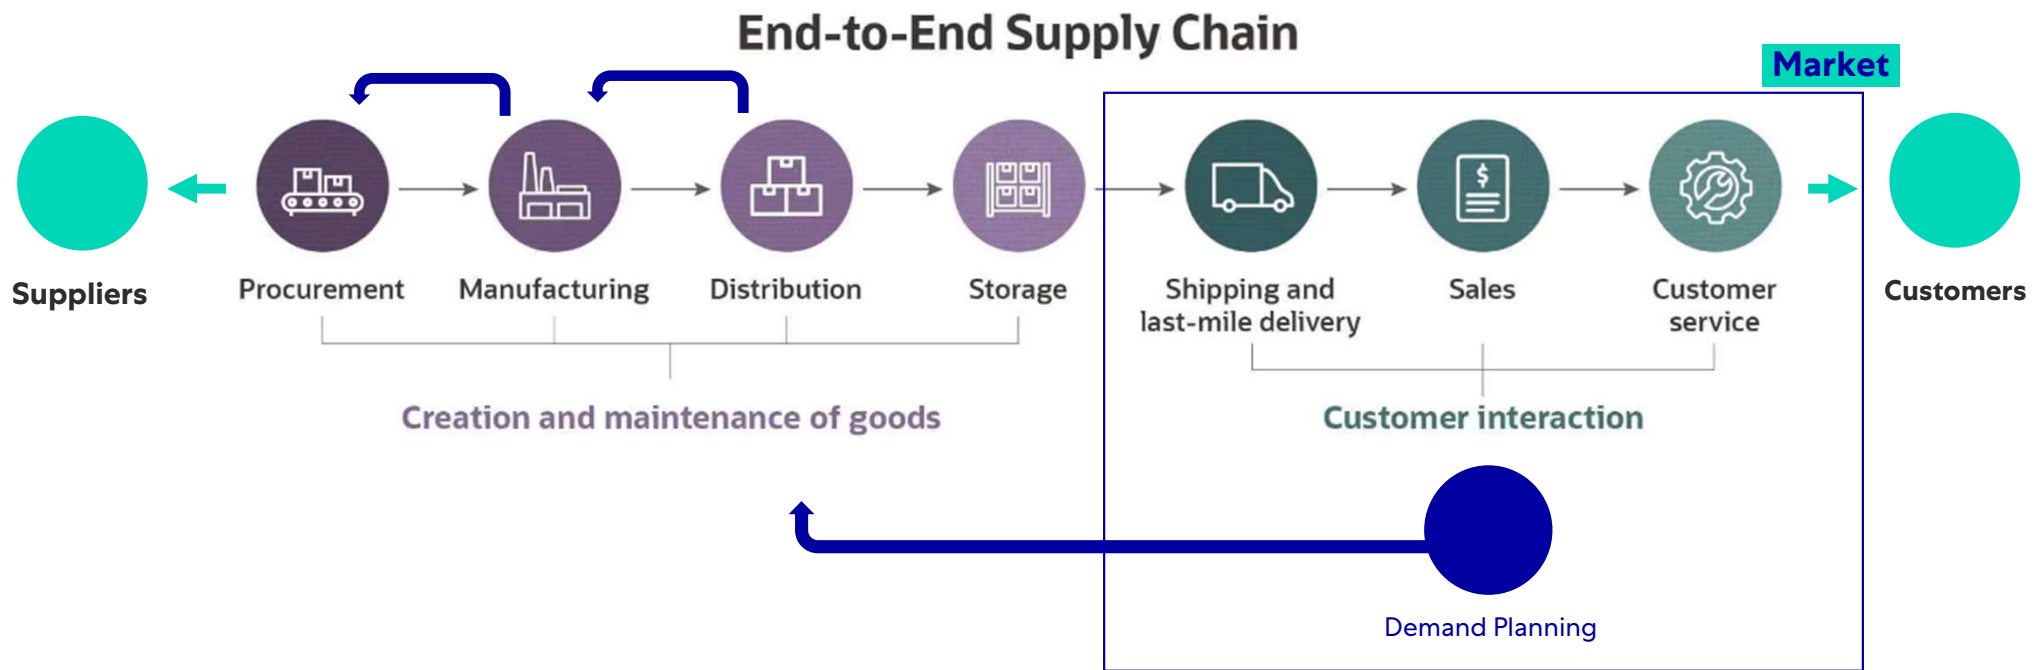 End-to-End Supply Chain
Market
$
Suppliers
Procurement
Manufacturing
Distribution
Storage
Shipping and
last-mile delivery
Sales
Customer
service
Customers
Creation and maintenance of goods
Customer interaction
Demand Planning